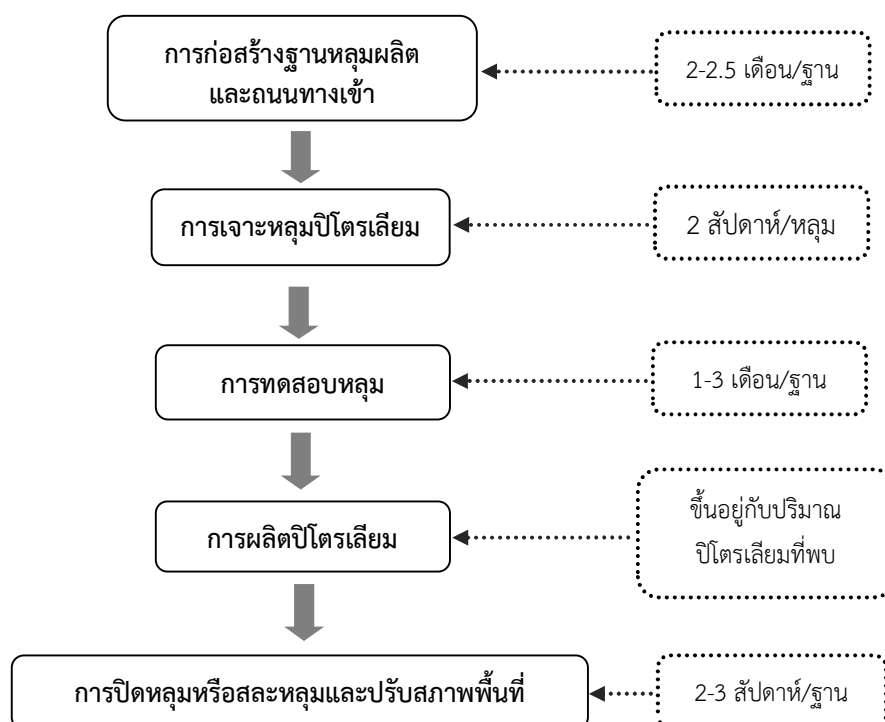 การก่อสร้างฐานหลุมผลิต
และถนนทางเข้า
2-2.5 เดือน/ฐาน
การเจาะหลุมปิโตรเลียม
2 สัปดาห์/หลุม
การทดสอบหลุม
1-3 เดือน/ฐาน
การผลิตปิโตรเลียม
ขึ้นอยู่กับปริมาณ
ปิโตรเลียมที่พบ
การปิดหลุมหรือสละหลุมและปรับสภาพพื้นที่
2-3 สัปดาห์/ฐาน